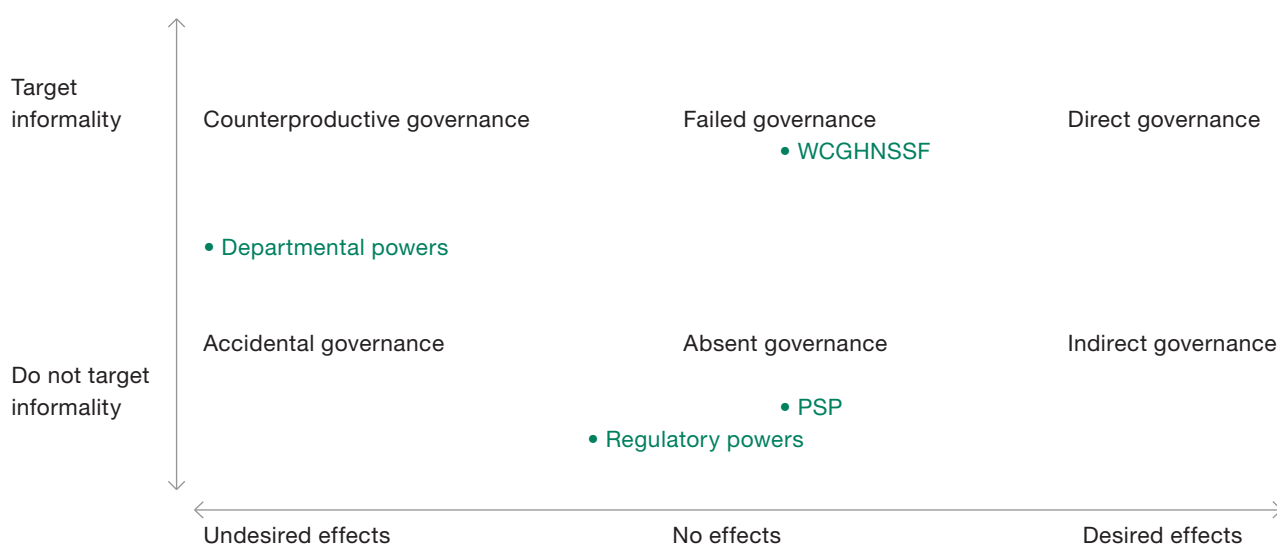 Target
informality
Counterproductive governance
Failed governance
Direct governance
• WCGHNSSF
• Departmental powers
Accidental governance
Absent governance
Indirect governance
Do not target
informality
• PSP
• Regulatory powers
Undesired effects
No effects
Desired effects